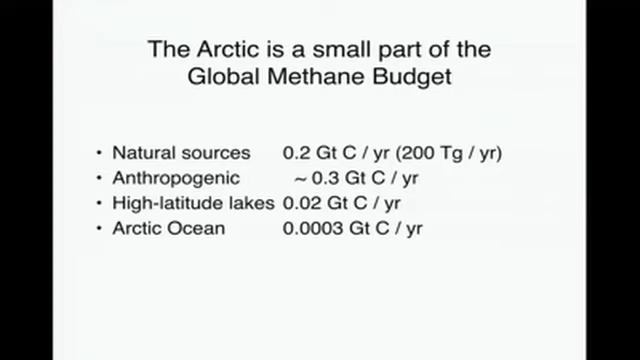 The Arctic is a small part of the
Global Methane Budget
• Natural sources 0.2 Gt C / yr (200 Tg / yr)
• Anthropogenic ~ 0.3 Gt C / yr
• High-latitude lakes 0.02 Gt C / yr
• Arctic Ocean 0.0003 Gt C / yr